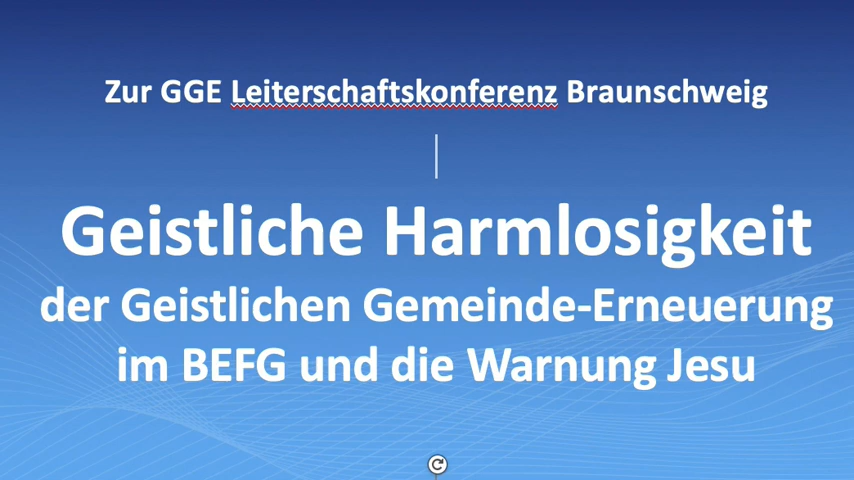 Zur GGE Leiterschaftskonferenz Braunschweig
Geistliche Harmlosigkeit
der Geistlichen Gemeinde-Erneuerung
im BEFG und die Warnung Jesu